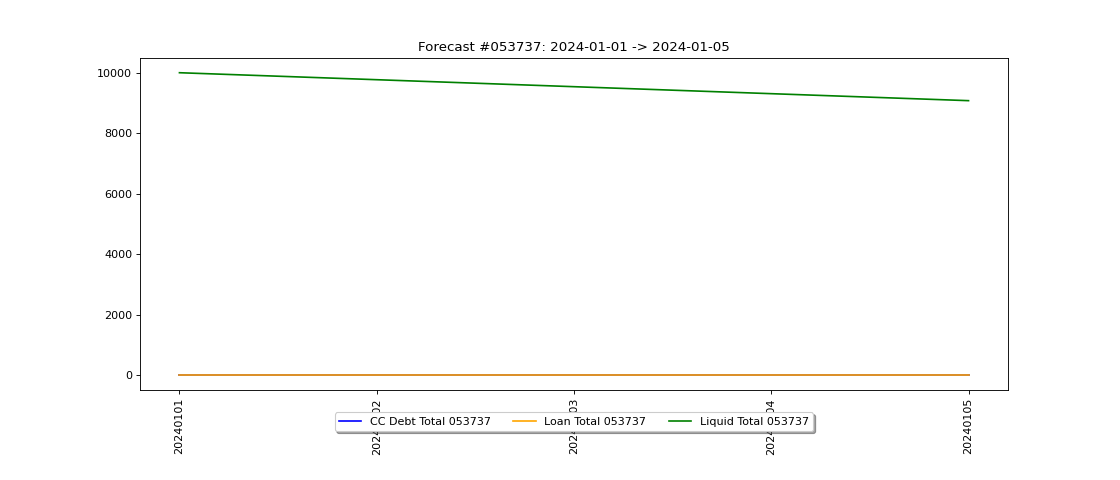 Forecast #053737: 2024-01-01 -> 2024-01-05
10000
8000
6000
4000
2000
0
20240101
20240105
CC Debt Total 053737
Loan Total 053737
Liquid Total 053737